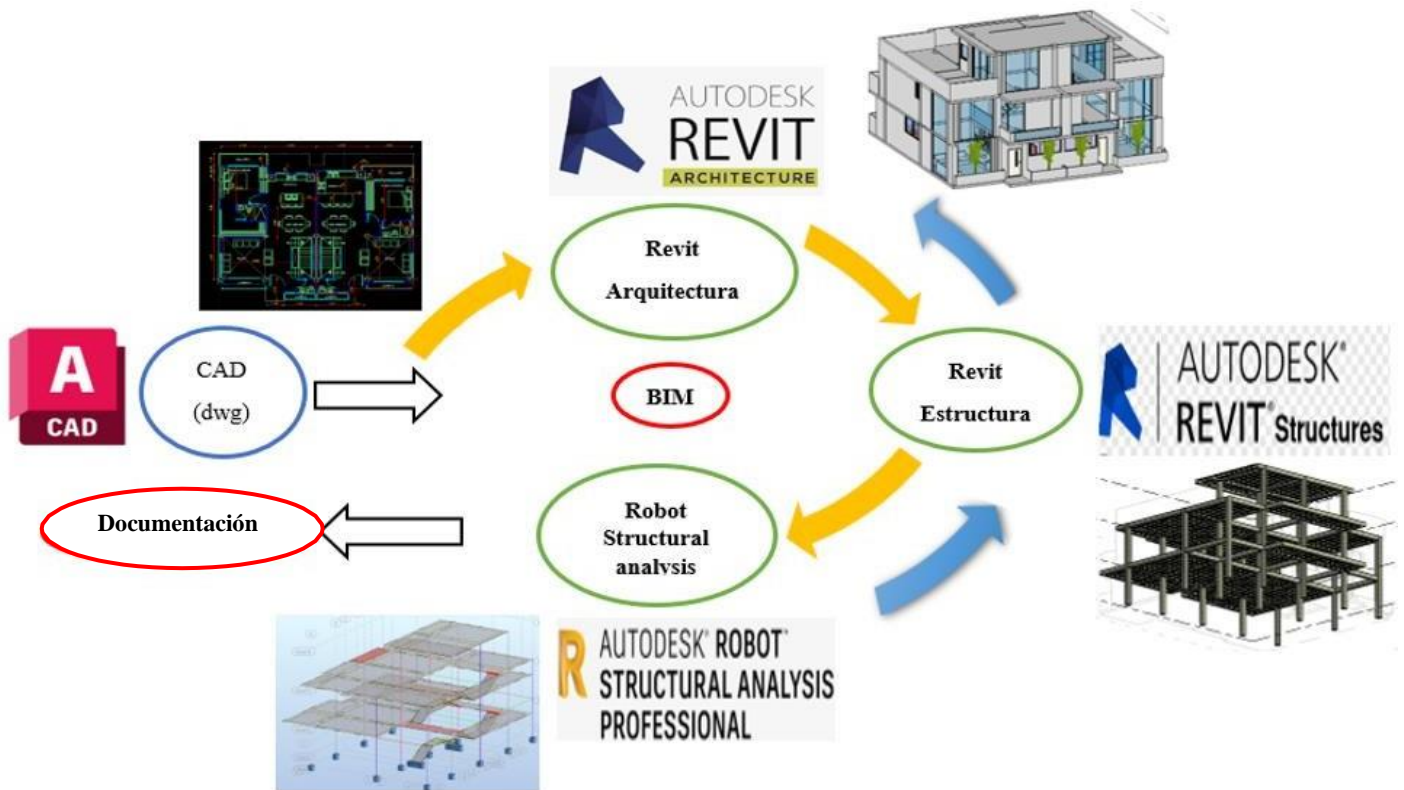 AUTODESK
REVIT
ARCHITECTURE
Revit
Arquitectura
A
CAD
CAD
(dwg)
BIM
Revit
Estructura
AUTODESK®
REVIT® Structures
Documentación
Robot
Structural
analysis
R
AUTODESK® ROBOT®
STRUCTURAL ANALYSIS
PROFESSIONAL